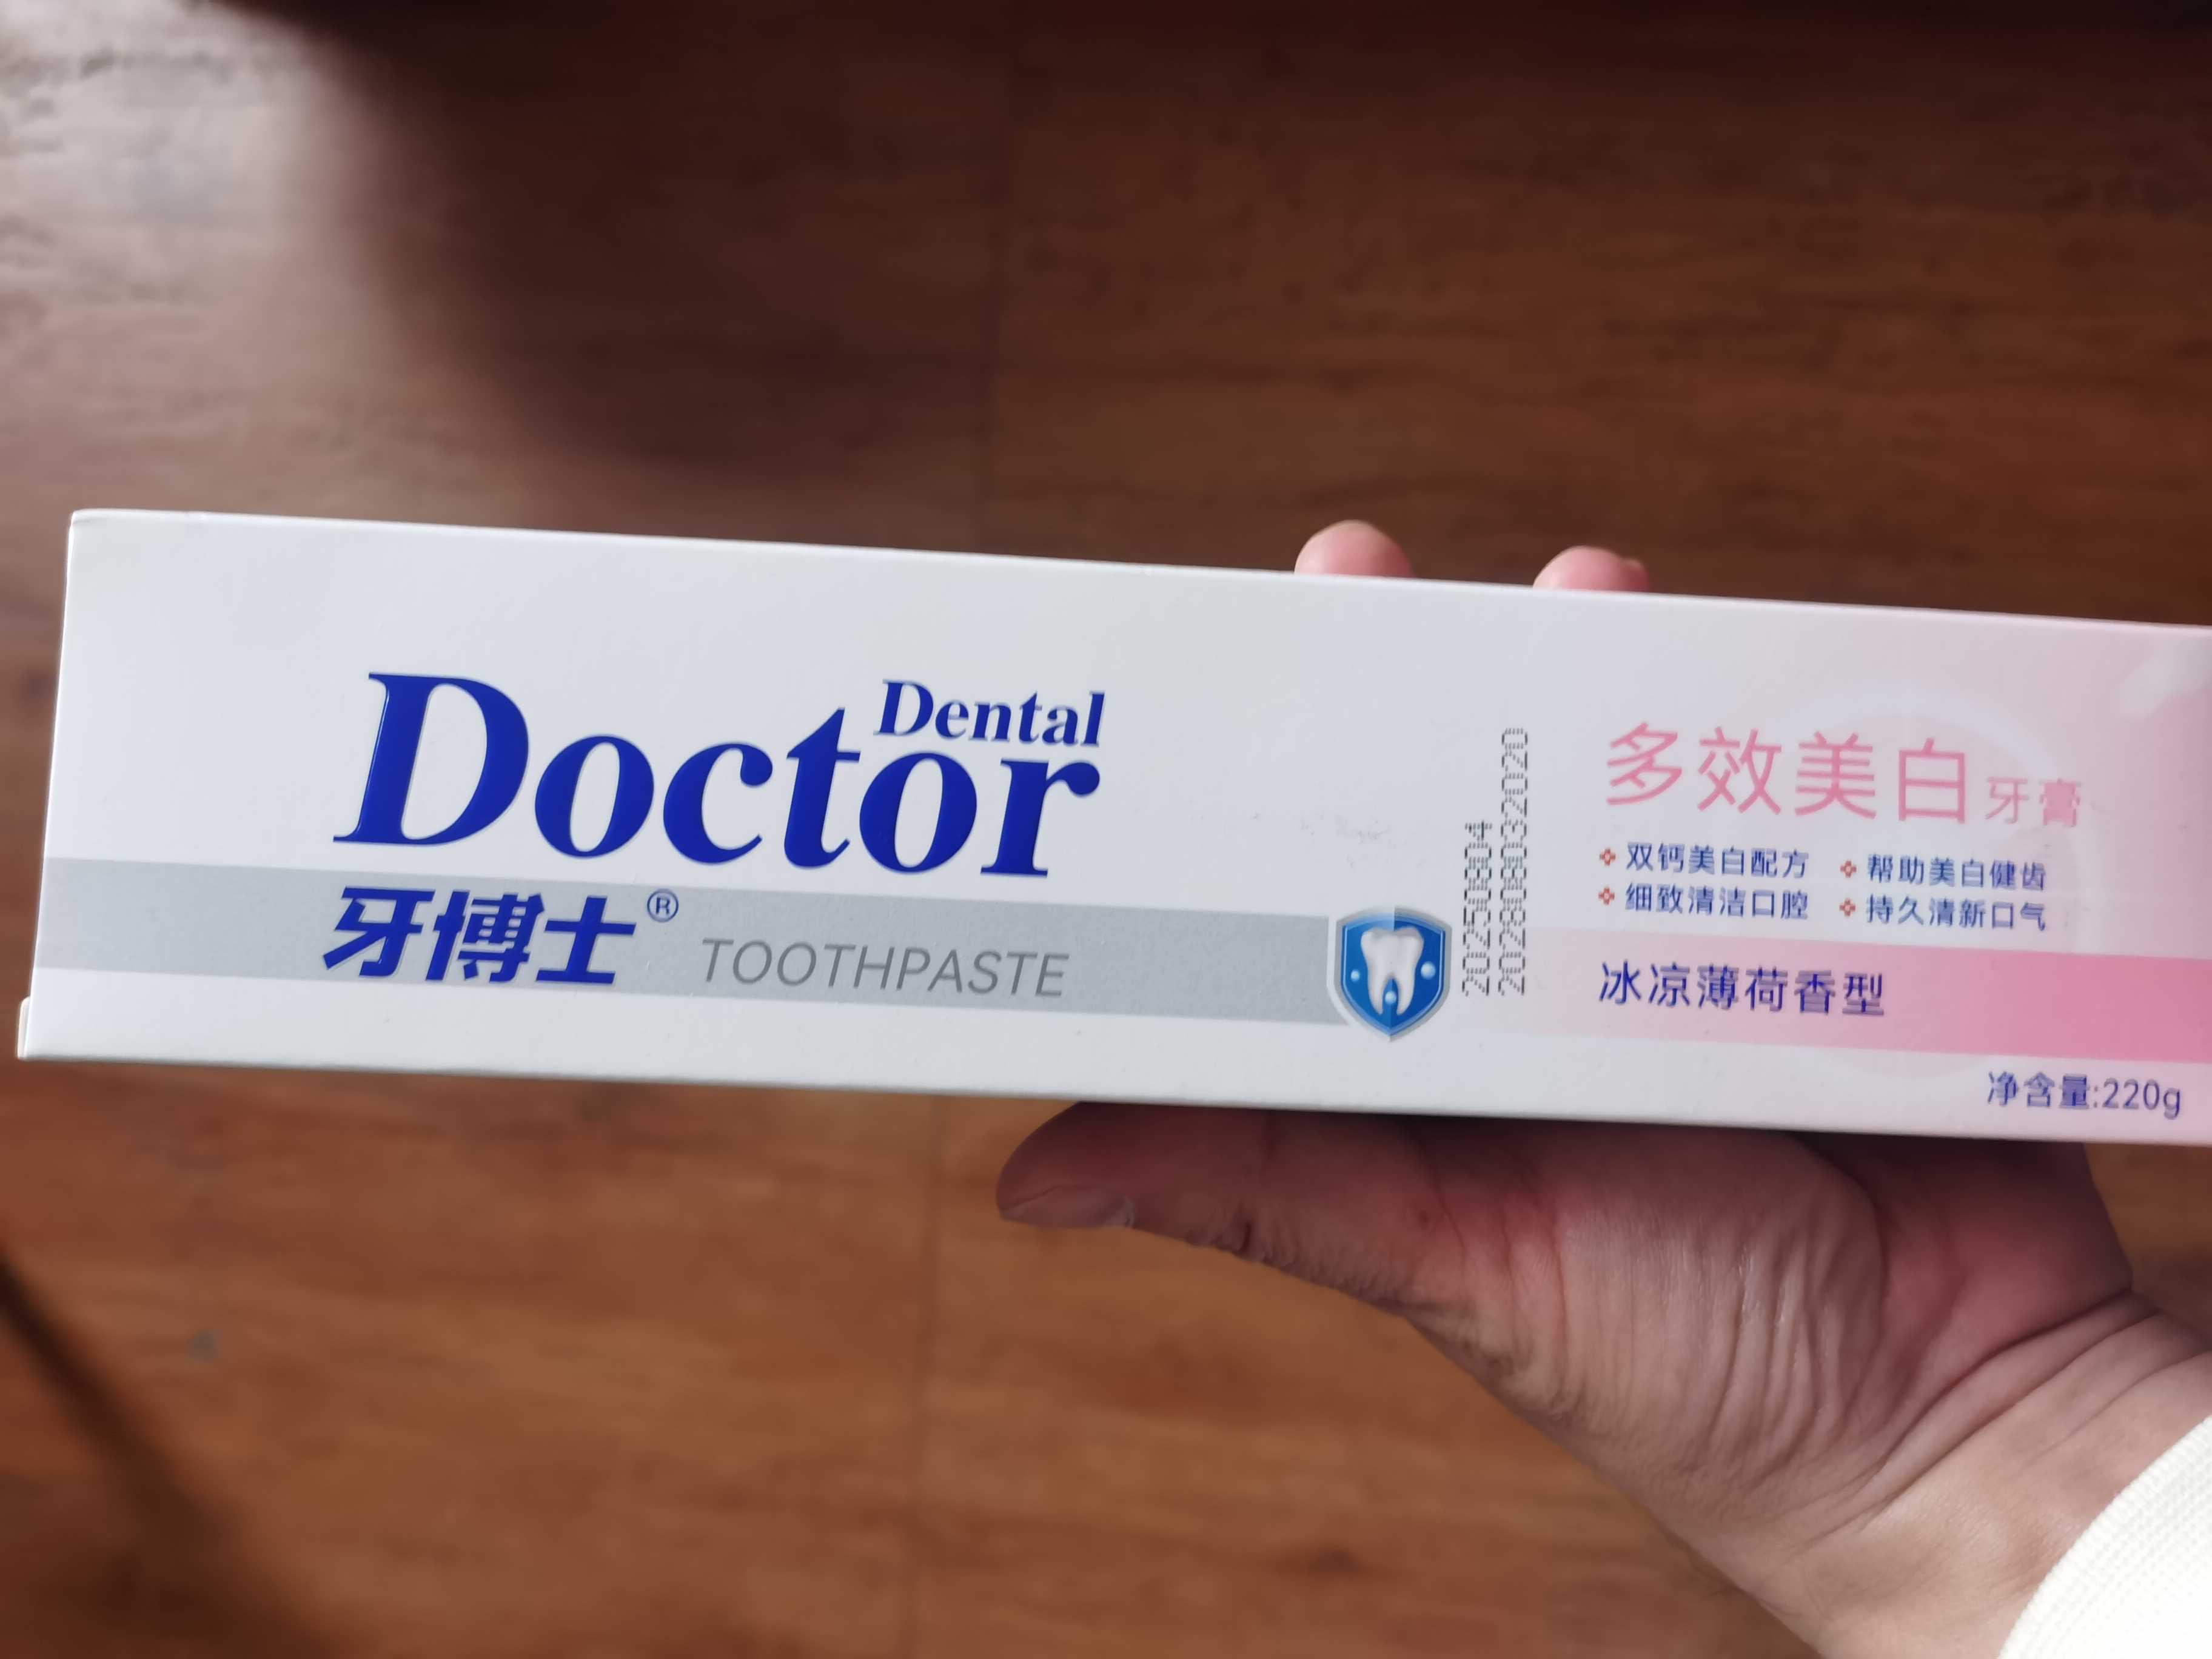 Dental
Doctor
牙博士®
TOOTHPASTE
20250804
202808032020
多效美白牙膏
双钙美白配方 帮助美白健齿
细致清洁口腔 持久清新口气
冰凉薄荷香型
净含量:220g